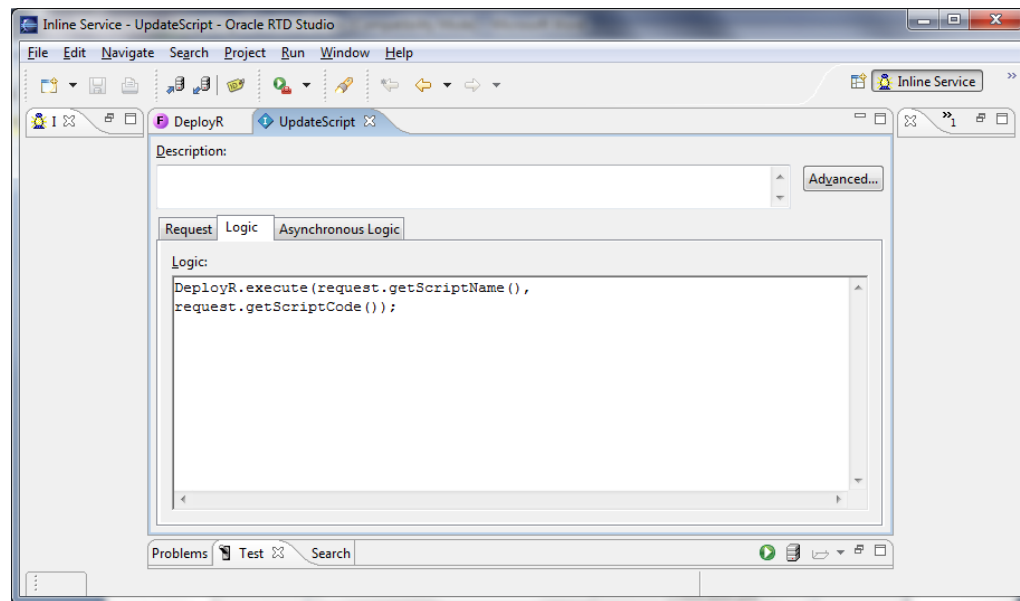 Inline Service - UpdateScript - Oracle RTD Studio
File Edit Navigate Search Project Run Window Help
Inline Service
I
DeployR
UpdateScript
1
Description:
Advanced...
Request
Logic
Asynchronous Logic
Logic:
DeployR.execute(request.getScriptName(),
request.getScriptCode());
Problems
Test
Search